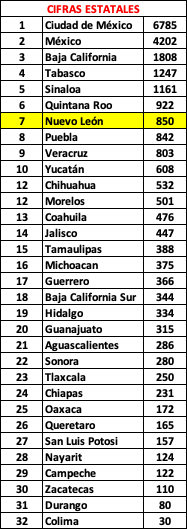 CIFRAS ESTATALES
1 Ciudad de México 6785
2 México 4202
3 Baja California 1808
4 Tabasco 1247
5 Sinaloa 1161
6 Quintana Roo 922
7 Nuevo León 850
8 Puebla 842
9 Veracruz 803
10 Yucatán 608
12 Chihuahua 532
12 Morelos 501
13 Coahuila 476
14 Jalisco 447
15 Tamaulipas 388
16 Michoacan 375
17 Guerrero 366
18 Baja California Sur 344
19 Hidalgo 334
20 Guanajuato 315
21 Aguascalientes 286
22 Sonora 280
23 Tlaxcala 250
24 Chiapas 231
25 Oaxaca 172
26 Queretaro 165
27 San Luis Potosi 157
28 Nayarit 124
29 Campeche 122
30 Zacatecas 110
31 Durango 80
32 Colima 30